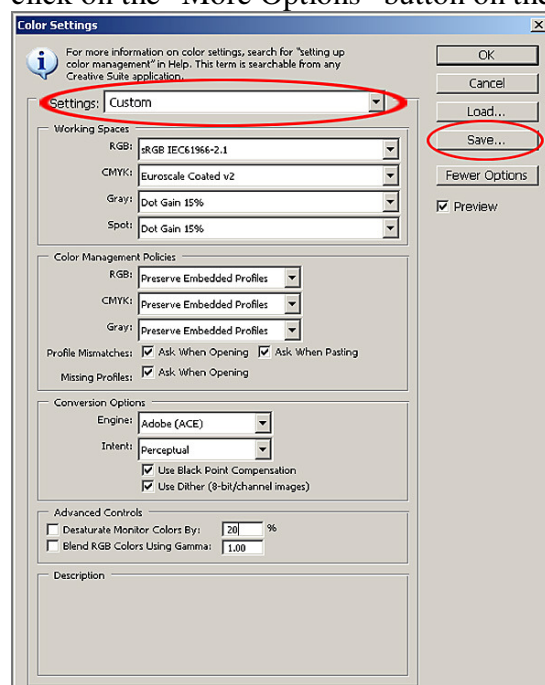 click on the "More Options" button on the
Color Settings
For more information on color settings, search for "setting up
color management" in Help. This term is searchable from any
Creative Suite application.
OK
Cancel
Load...
Save...
Fewer Options
Preview
Settings: Custom
Working Spaces
RGB: sRGB IEC61966-2.1
CMYK: Euroscale Coated v2
Gray: Dot Gain 15%
Spot: Dot Gain 15%
Color Management Policies
RGB: Preserve Embedded Profiles
CMYK: Preserve Embedded Profiles
Gray: Preserve Embedded Profiles
Profile Mismatches: Ask When Opening Ask When Pasting
Missing Profiles: Ask When Opening
Conversion Options
Engine: Adobe (ACE)
Intent: Perceptual
Use Black Point Compensation
Use Dither (8-bit/channel images)
Advanced Controls
Desaturate Monitor Colors By: 20 %
Blend RGB Colors Using Gamma: 1.00
Description